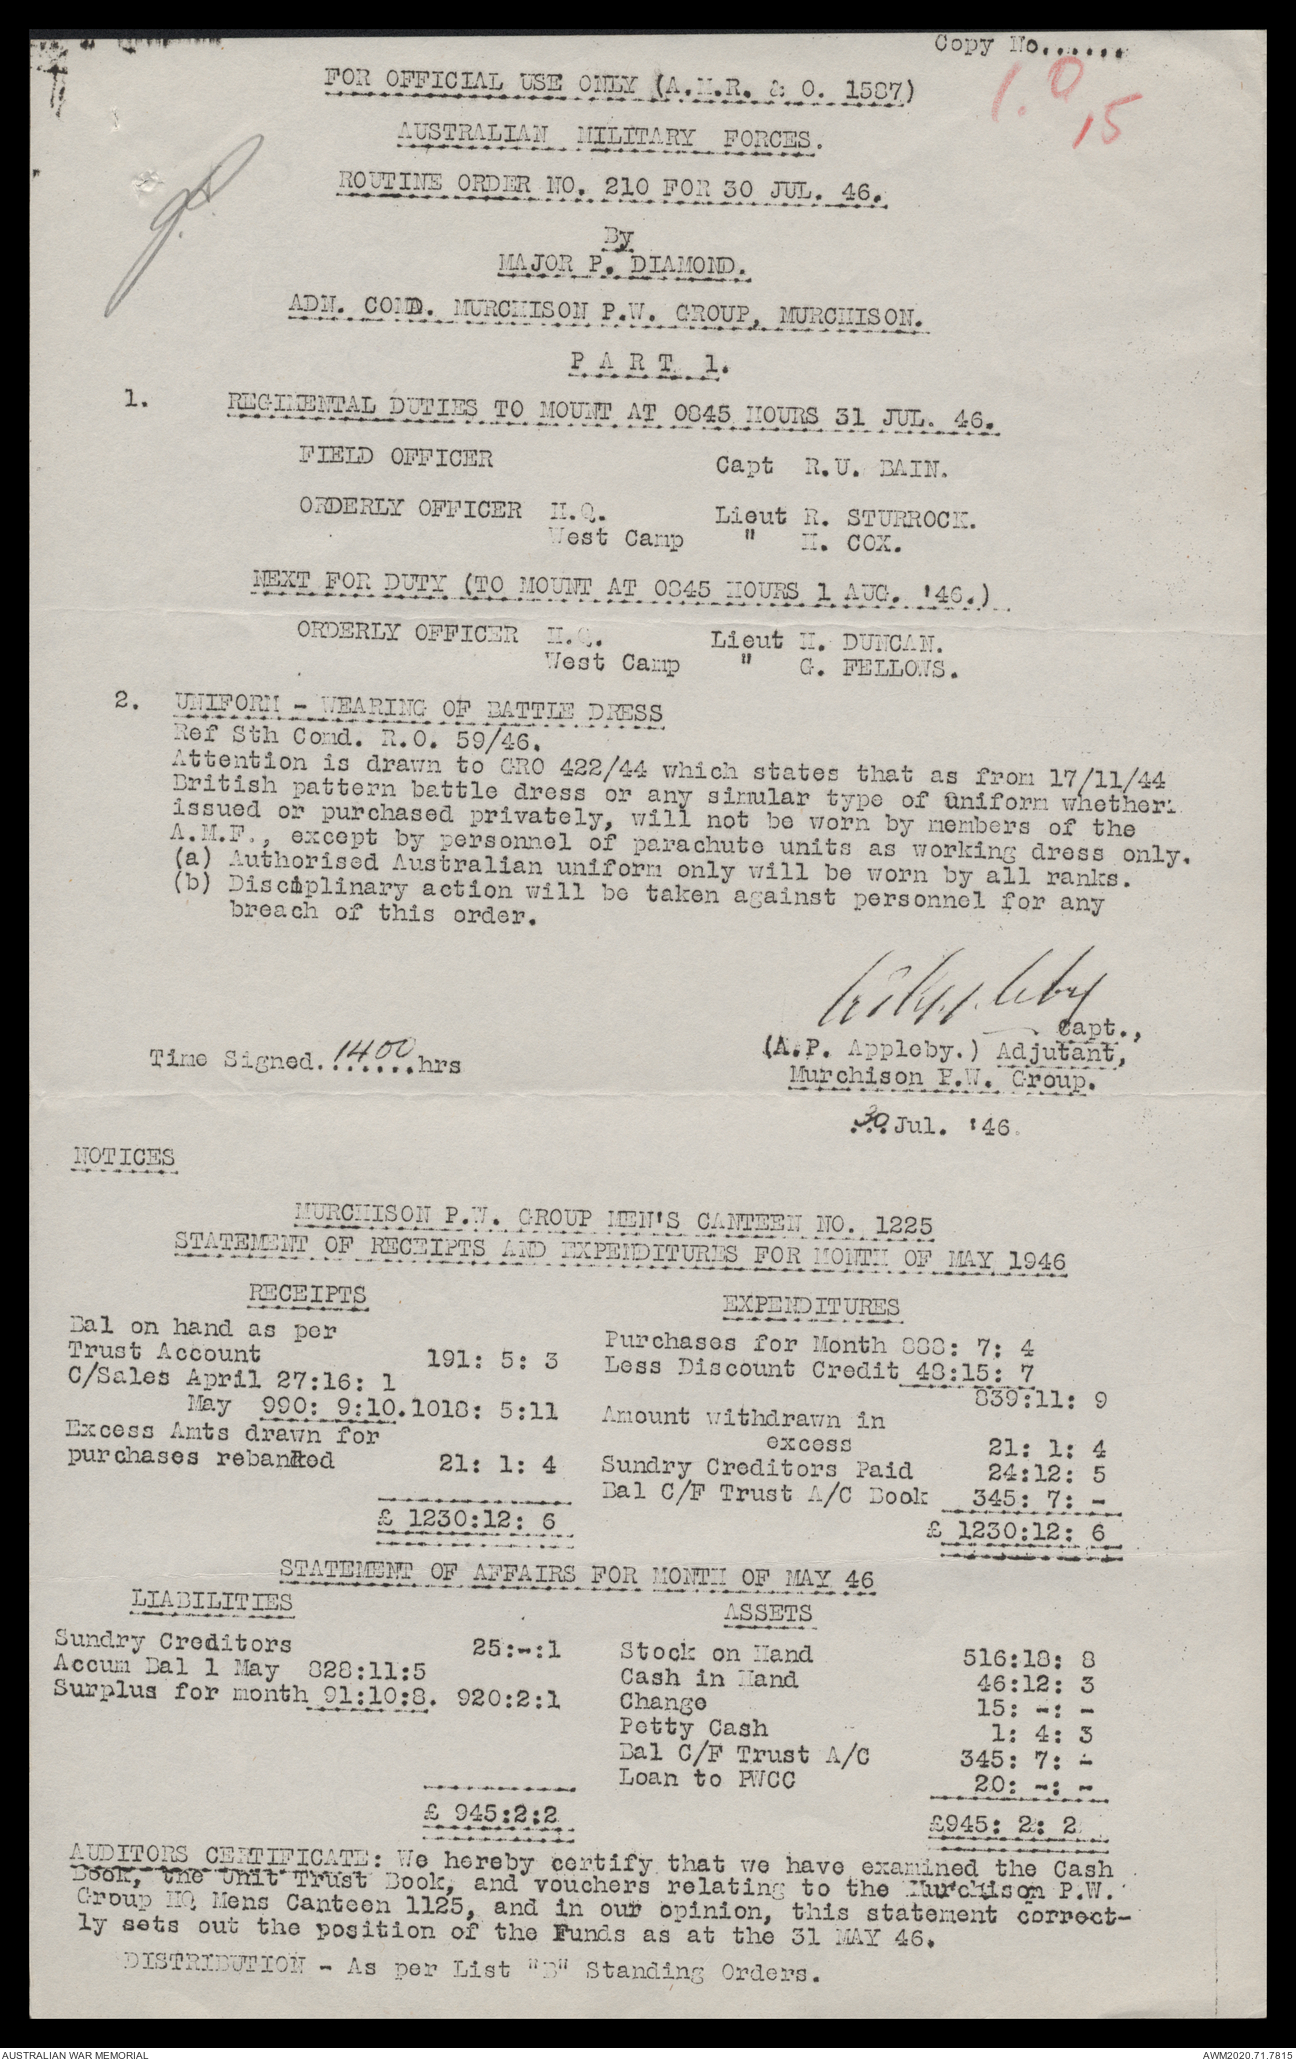 Copy No.......
1.0
15
FOR OFFICIAL USE ONLY (A.M.R. & O. 1587)
AUSTRALIAN MILITARY FORCES.
ROUTINE ORDER NO. 210 FOR 30 JUL. 46.
By
MAJOR P. DIAMOND.
ADM. COMD. MURCHISON P.W. GROUP, MURCHISON.
P A R T 1.
1. REGIMENTAL DUTIES TO MOUNT AT 0845 HOURS 31 JUL. 46.
FIELD OFFICER Capt R.U. BAIN.
ORDERLY OFFICER H.Q. Lieut R. STURROCK.
West Camp " H. COX.
NEXT FOR DUTY (TO MOUNT AT 0845 HOURS 1 AUG. '46.)
ORDERLY OFFICER H.Q. Lieut H. DUNCAN.
West Camp " G. FELLOWS.
2. UNIFORM - WEARING OF BATTLE DRESS
Ref Sth Comd. R.O. 59/46.
Attention is drawn to GRO 422/44 which states that as from 17/11/44
British pattern battle dress or any simular type of uniform whether
issued or purchased privately, will not be worn by members of the
A.M.F., except by personnel of parachute units as working dress only.
(a) Authorised Australian uniform only will be worn by all ranks.
(b) Disciplinary action will be taken against personnel for any
breach of this order.
Capt.,
Time Signed. 1400 hrs (A.P. Appleby.) Adjutant,
Murchison P.W. Group.
30 Jul. '46.
NOTICES
MURCHISON P.W. GROUP MEN'S CANTEEN NO. 1225
STATEMENT OF RECEIPTS AND EXPENDITURES FOR MONTH OF MAY 1946
RECEIPTS EXPENDITURES
Bal on hand as per Purchases for Month 888: 7: 4
Trust Account 191: 5: 3 Less Discount Credit 48:15: 7
C/Sales April 27:16: 1 839:11: 9
May 990: 9:10.1018: 5:11 Amount withdrawn in
Excess Amts drawn for excess 21: 1: 4
purchases rebanked 21: 1: 4 Sundry Creditors Paid 24:12: 5
Bal C/F Trust A/C Book 345: 7: -
£ 1230:12: 6 £ 1230:12: 6
STATEMENT OF AFFAIRS FOR MONTH OF MAY 46
LIABILITIES ASSETS
Sundry Creditors 25:-:1 Stock on Hand 516:18: 8
Accum Bal 1 May 828:11:5 Cash in Hand 46:12: 3
Surplus for month 91:10:8. 920:2:1 Change 15: -: -
Petty Cash 1: 4: 3
Bal C/F Trust A/C 345: 7: -
Loan to PWCC 20: -: -
£ 945:2:2 £945: 2: 2
AUDITORS CERTIFICATE: We hereby certify that we have examined the Cash
Book, the Unit Trust Book, and vouchers relating to the Murchison P.W.
Group HQ Mens Canteen 1125, and in our opinion, this statement correct-
ly sets out the position of the Funds as at the 31 MAY 46.
DISTRIBUTION - As per List "B" Standing Orders.
AUSTRALIAN WAR MEMORIAL AWM2020.71.7815